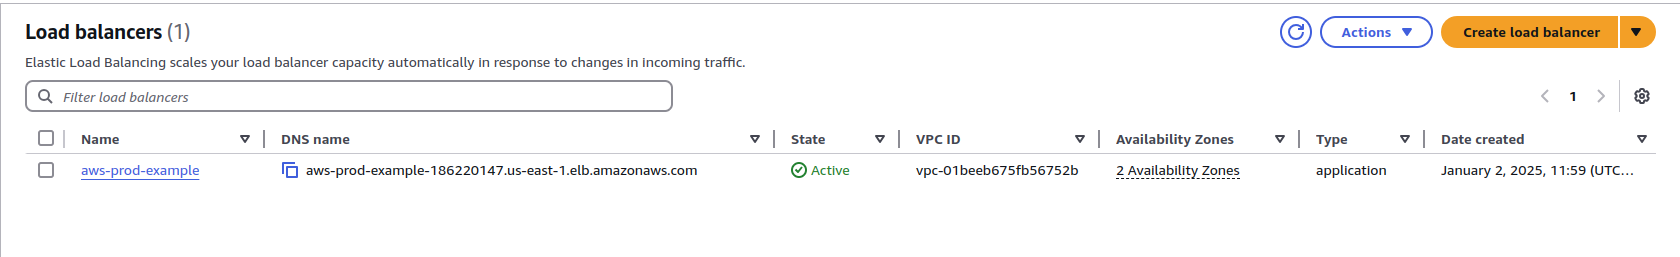 Load balancers (1)
Actions
Create load balancer
Elastic Load Balancing scales your load balancer capacity automatically in response to changes in incoming traffic.
Filter load balancers
1
Name DNS name State VPC ID Availability Zones Type Date created
aws-prod-example aws-prod-example-186220147.us-east-1.elb.amazonaws.com Active vpc-01beeb675fb56752b 2 Availability Zones application January 2, 2025, 11:59 (UTC...